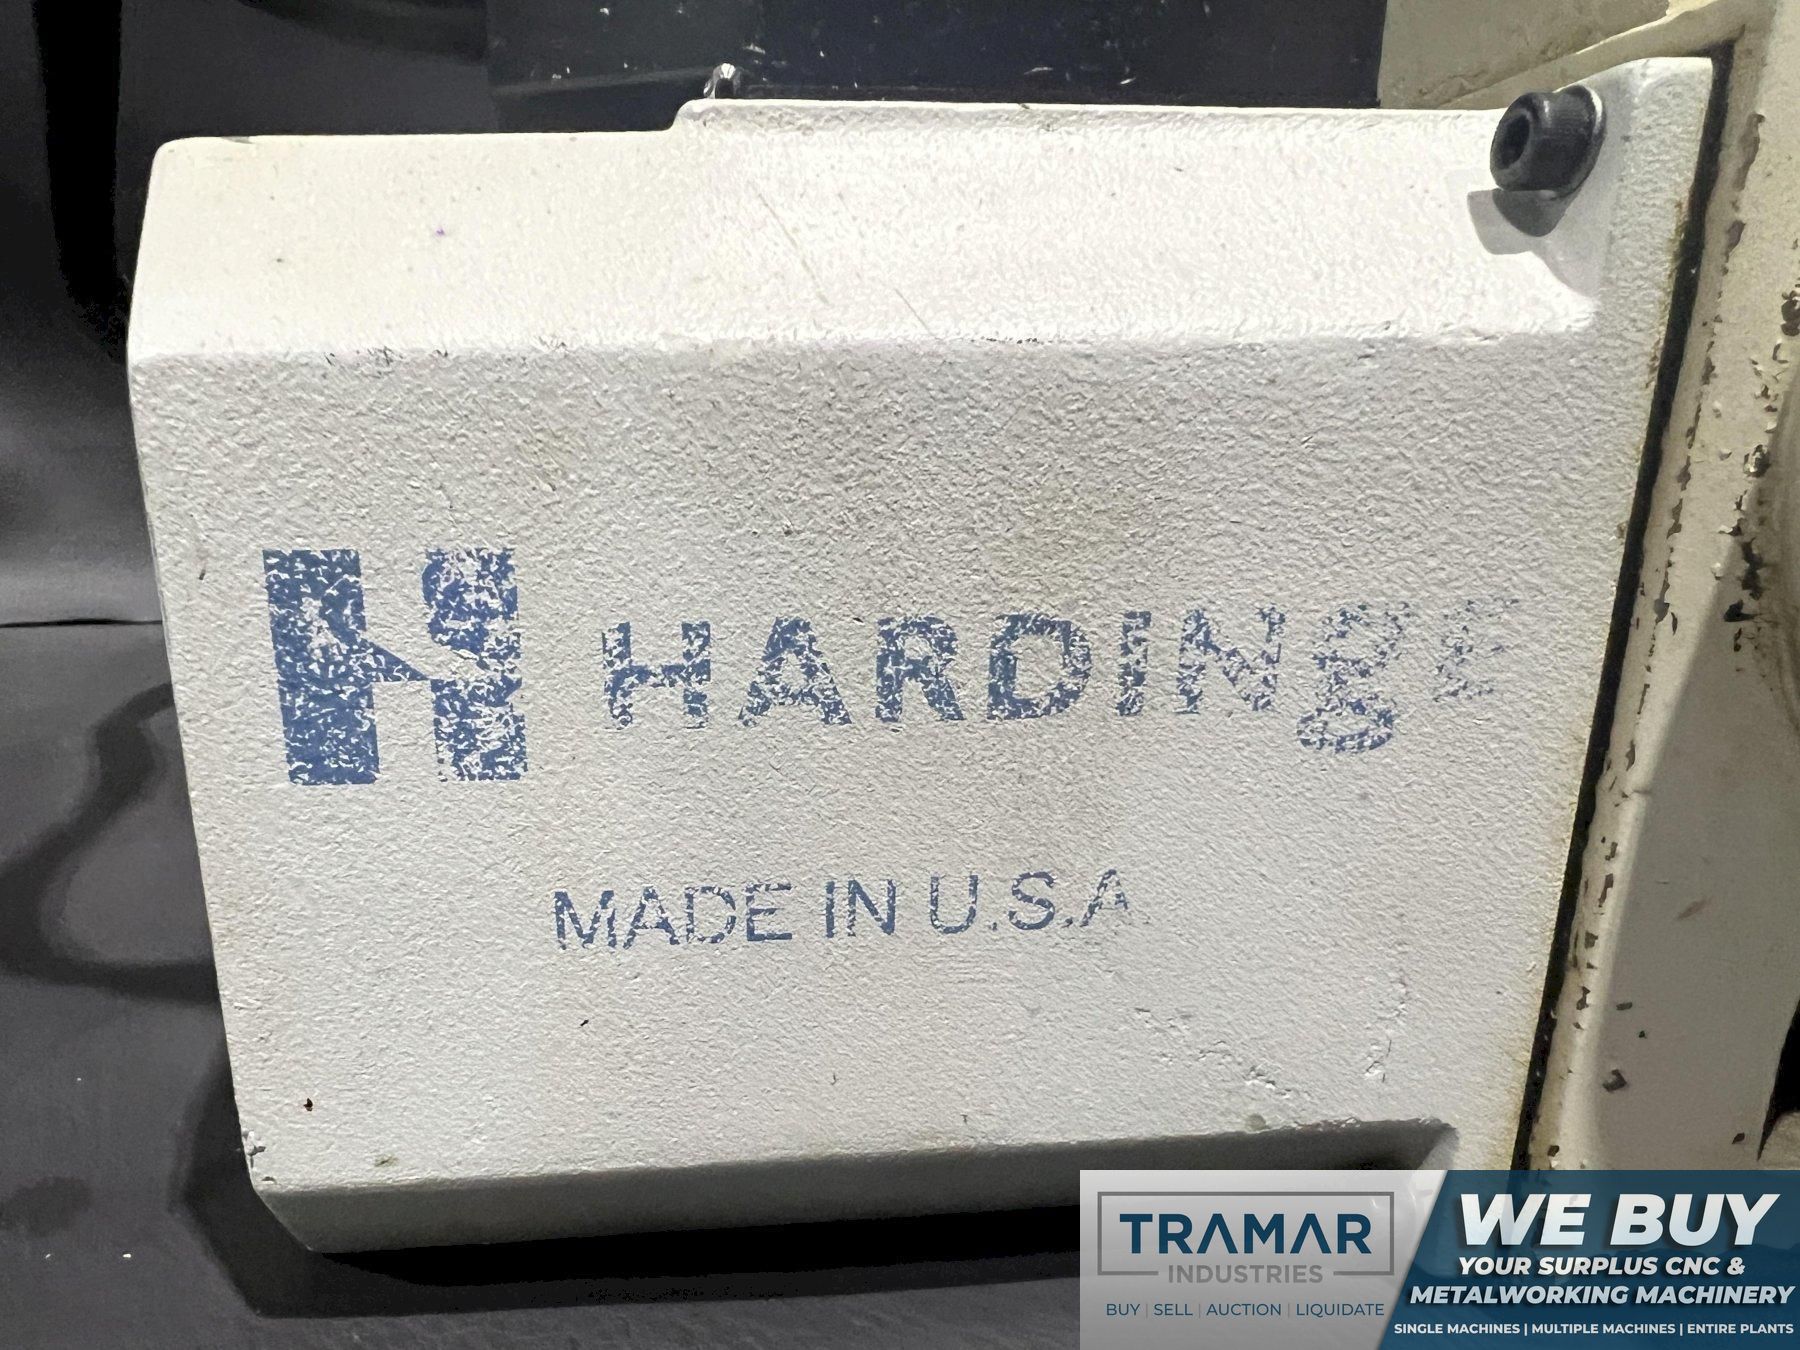 H HARDINgE
MADE IN U.S.A.
TRAMAR
INDUSTRIES
BUY | SELL | AUCTION | LIQUIDATE
WE BUY
YOUR SURPLUS CNC &
METALWORKING MACHINERY
SINGLE MACHINES | MULTIPLE MACHINES | ENTIRE PLANTS